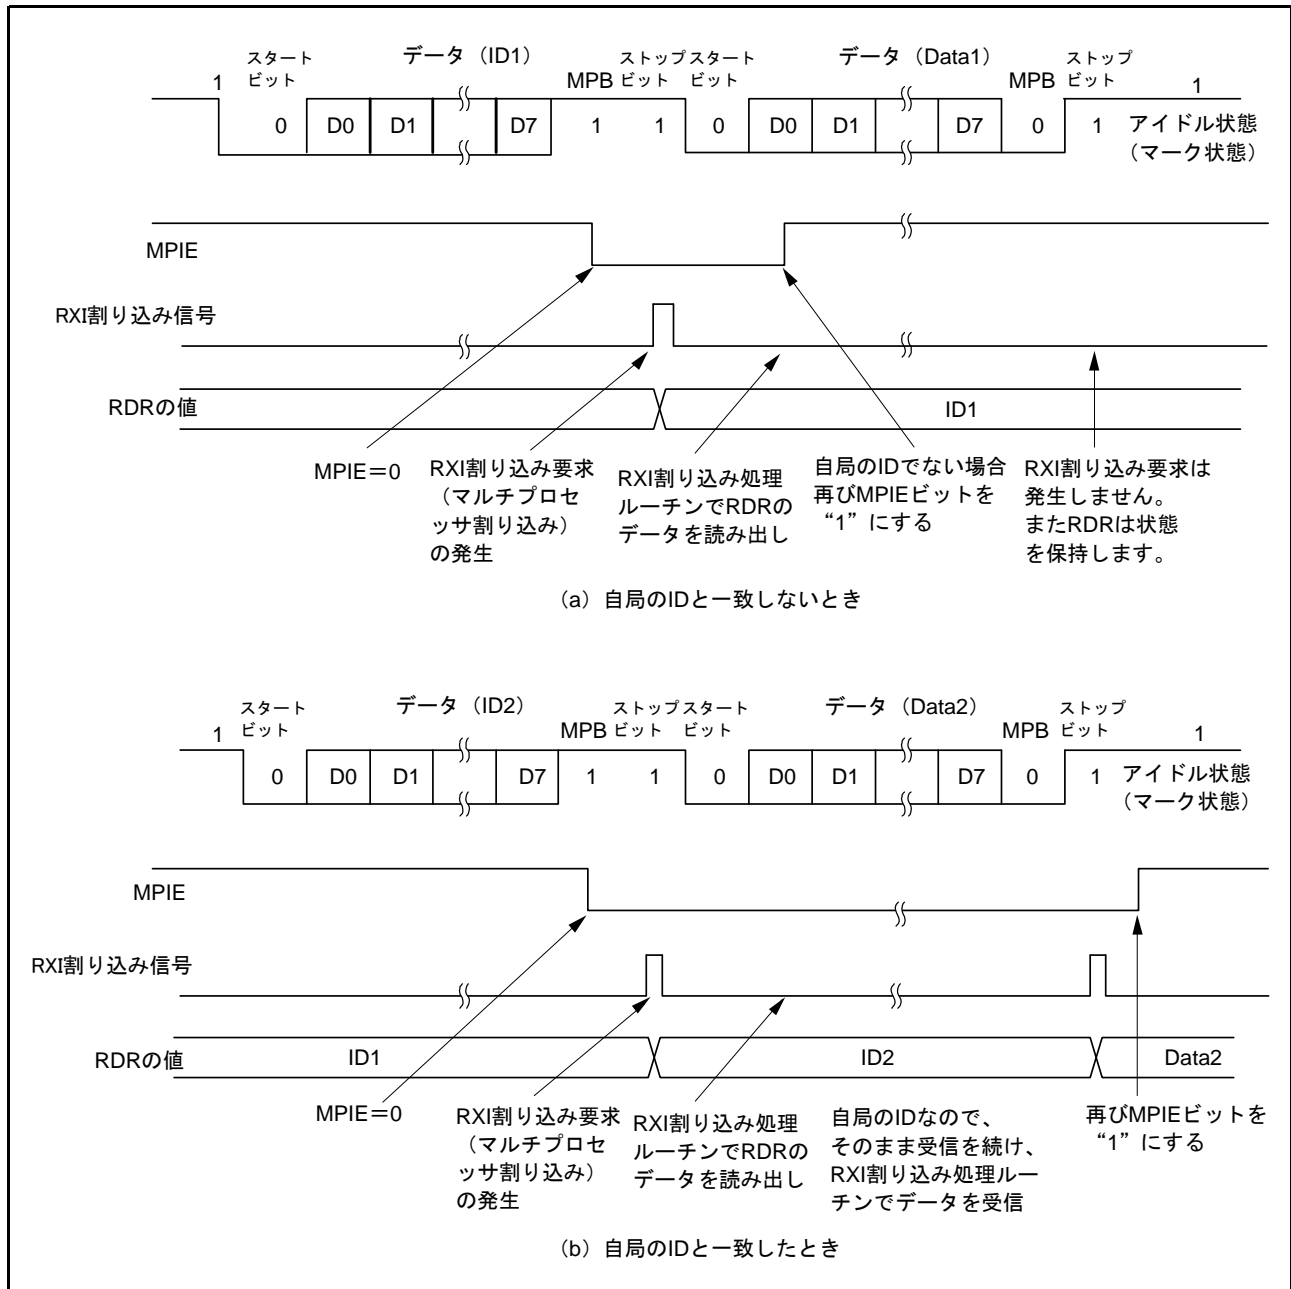 スタート
ビット
データ（ID1）
ストップ
ビット
スタート
ビット
データ（Data1）
ストップ
ビット
1
MPB
MPB
1
0 D0 D1 D7 1 1 0 D0 D1 D7 0 1
アイドル状態
（マーク状態）
MPIE
RXI割り込み信号
RDRの値
ID1
MPIE＝0
RXI割り込み要求
（マルチプロセ
ッサ割り込み）
の発生
RXI割り込み処理
ルーチンでRDRの
データを読み出し
自局のIDでない場合
再びMPIEビットを
“1”にする
RXI割り込み要求は
発生しません。
またRDRは状態
を保持します。
（a）自局のIDと一致しないとき
スタート
ビット
データ（ID2）
ストップ
ビット
スタート
ビット
データ（Data2）
ストップ
ビット
1
MPB
MPB
1
0 D0 D1 D7 1 1 0 D0 D1 D7 0 1
アイドル状態
（マーク状態）
MPIE
RXI割り込み信号
RDRの値
ID1
ID2
Data2
MPIE＝0
RXI割り込み要求
（マルチプロセ
ッサ割り込み）
の発生
RXI割り込み処理
ルーチンでRDRの
データを読み出し
自局のIDなので、
そのまま受信を続け、
RXI割り込み処理ルー
チンでデータを受信
再びMPIEビットを
“1”にする
（b）自局のIDと一致したとき